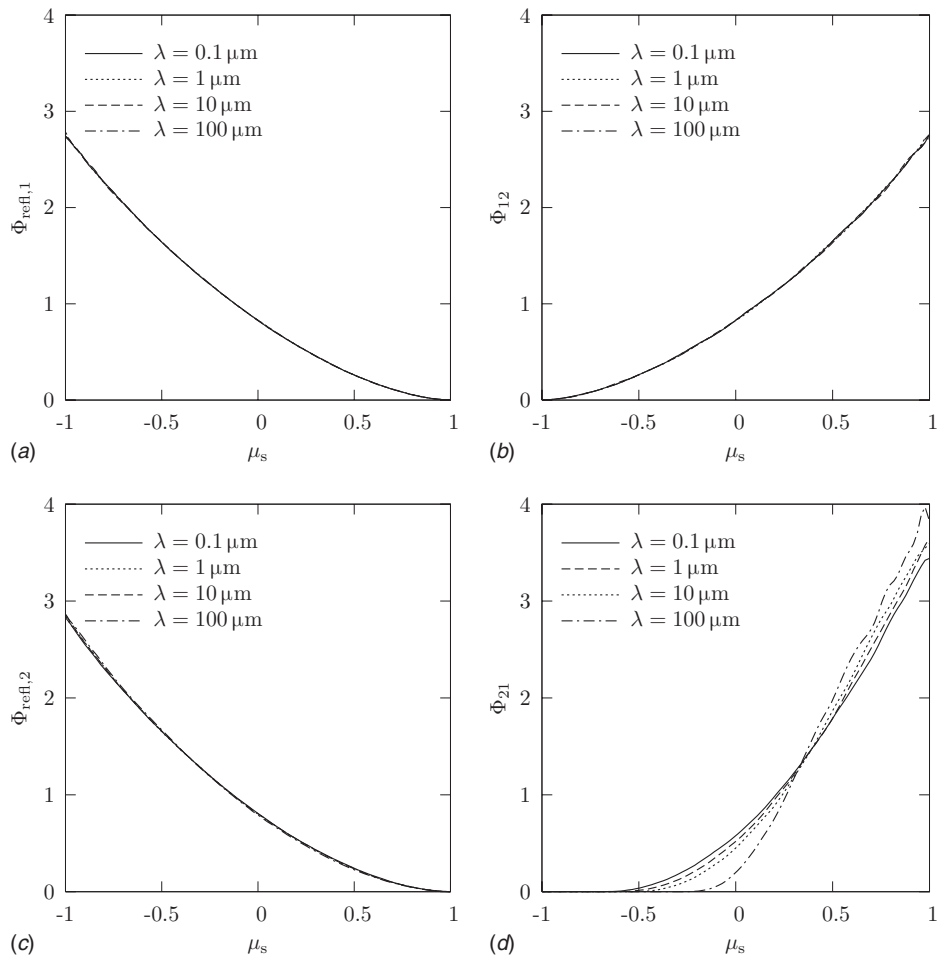 4
3
2
1
0
Φrefl,1
λ = 0.1 µm
λ = 1 µm
λ = 10 µm
λ = 100 µm
-1 -0.5 0 0.5 1
(a) μs
4
3
2
1
0
Φ12
λ = 0.1 µm
λ = 1 µm
λ = 10 µm
λ = 100 µm
-1 -0.5 0 0.5 1
(b) μs
4
3
2
1
0
Φrefl,2
λ = 0.1 µm
λ = 1 µm
λ = 10 µm
λ = 100 µm
-1 -0.5 0 0.5 1
(c) μs
4
3
2
1
0
Φ21
λ = 0.1 µm
λ = 1 µm
λ = 10 µm
λ = 100 µm
-1 -0.5 0 0.5 1
(d) μs